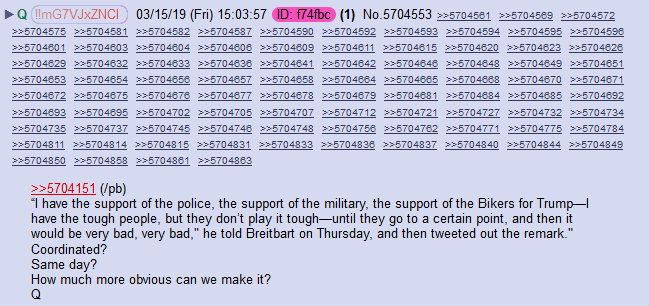 ▶ Q !!mG7VJxZNCI 03/15/19 (Fri) 15:03:57 ID: f74fbc (1) No.5704553 >>5704561 >>5704569 >>5704572
>>5704575 >>5704581 >>5704582 >>5704587 >>5704590 >>5704592 >>5704593 >>5704594 >>5704595 >>5704596
>>5704601 >>5704603 >>5704604 >>5704606 >>5704609 >>5704611 >>5704615 >>5704620 >>5704623 >>5704626
>>5704629 >>5704632 >>5704633 >>5704636 >>5704641 >>5704642 >>5704646 >>5704648 >>5704649 >>5704651
>>5704653 >>5704654 >>5704656 >>5704657 >>5704658 >>5704664 >>5704665 >>5704668 >>5704670 >>5704671
>>5704672 >>5704675 >>5704676 >>5704677 >>5704678 >>5704679 >>5704681 >>5704684 >>5704685 >>5704692
>>5704693 >>5704695 >>5704702 >>5704705 >>5704707 >>5704712 >>5704721 >>5704727 >>5704732 >>5704734
>>5704735 >>5704737 >>5704745 >>5704746 >>5704748 >>5704756 >>5704762 >>5704771 >>5704775 >>5704784
>>5704811 >>5704814 >>5704815 >>5704831 >>5704833 >>5704836 >>5704837 >>5704840 >>5704844 >>5704849
>>5704850 >>5704858 >>5704861 >>5704863
>>5704151 (/pb)
“I have the support of the police, the support of the military, the support of the Bikers for Trump—I
have the tough people, but they don’t play it tough—until they go to a certain point, and then it
would be very bad, very bad," he told Breitbart on Thursday, and then tweeted out the remark."
Coordinated?
Same day?
How much more obvious can we make it?
Q